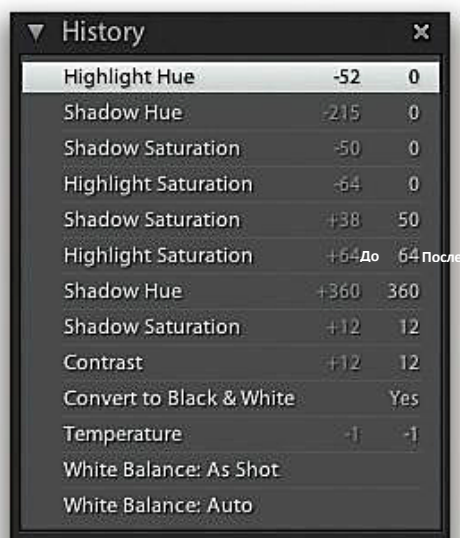 History
Highlight Hue -52 0
Shadow Hue -215 0
Shadow Saturation -50 0
Highlight Saturation -64 0
Shadow Saturation +38 50
Highlight Saturation +64 До 64 После
Shadow Hue +360 360
Shadow Saturation +12 12
Contrast +12 12
Convert to Black & White Yes
Temperature -1 -1
White Balance: As Shot
White Balance: Auto